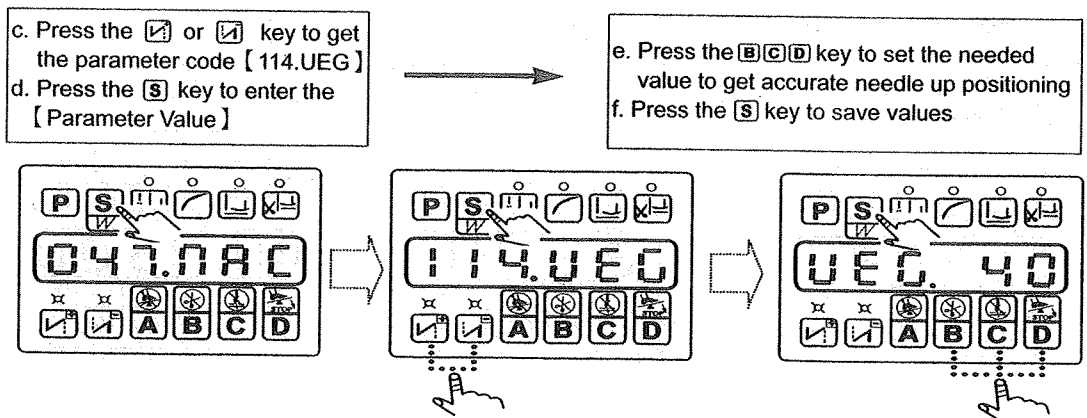 c. Press the or key to get
the parameter code【114.UEG】
d. Press the S key to enter the
【Parameter Value】
e. Press the B C D key to set the needed
value to get accurate needle up positioning
f. Press the S key to save values
P S
W
047.NAC
A B C D
STOP
P S
W
114.UEG
A B C D
STOP
P S
W
UEG. 40
A B C D
STOP